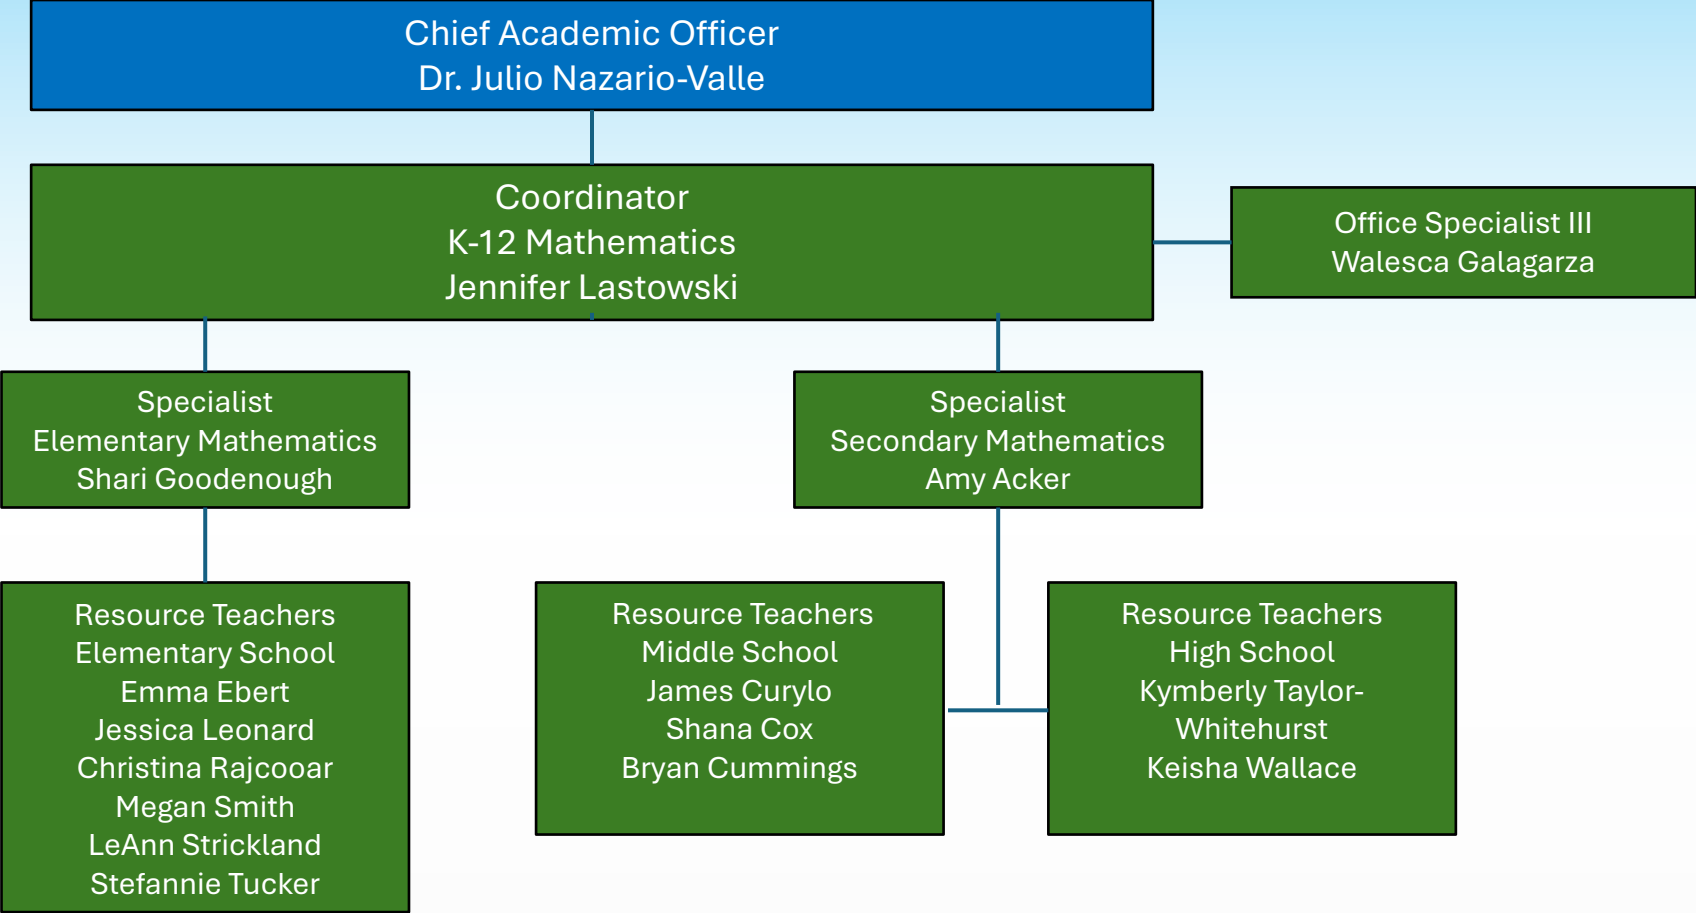 Chief Academic Officer
Dr. Julio Nazario-Valle
Coordinator
K-12 Mathematics
Jennifer Lastowski
Office Specialist III
Walesca Galagarza
Specialist
Elementary Mathematics
Shari Goodenough
Specialist
Secondary Mathematics
Amy Acker
Resource Teachers
Elementary School
Emma Ebert
Jessica Leonard
Christina Rajcooar
Megan Smith
LeAnn Strickland
Stefannie Tucker
Resource Teachers
Middle School
James Curylo
Shana Cox
Bryan Cummings
Resource Teachers
High School
Kymberly Taylor-
Whitehurst
Keisha Wallace